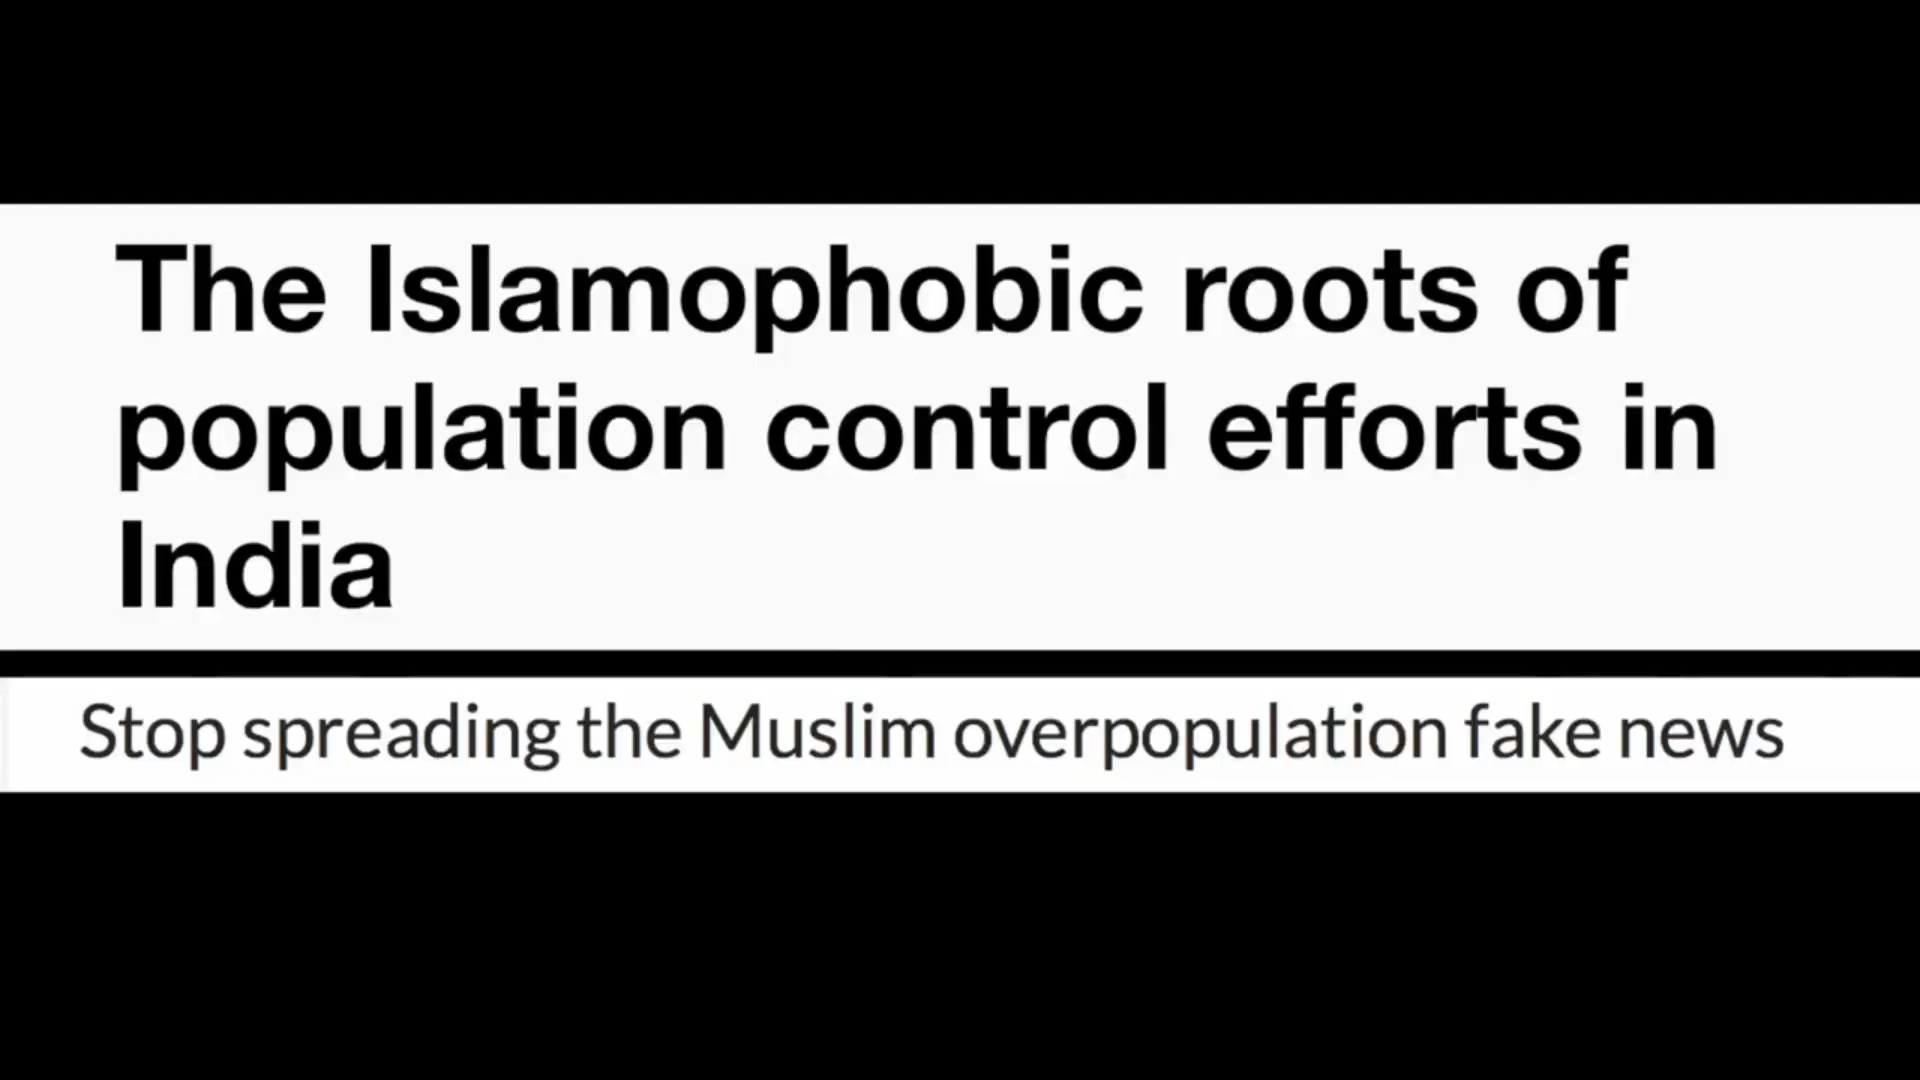 The Islamophobic roots of
population control efforts in
India
Stop spreading the Muslim overpopulation fake news